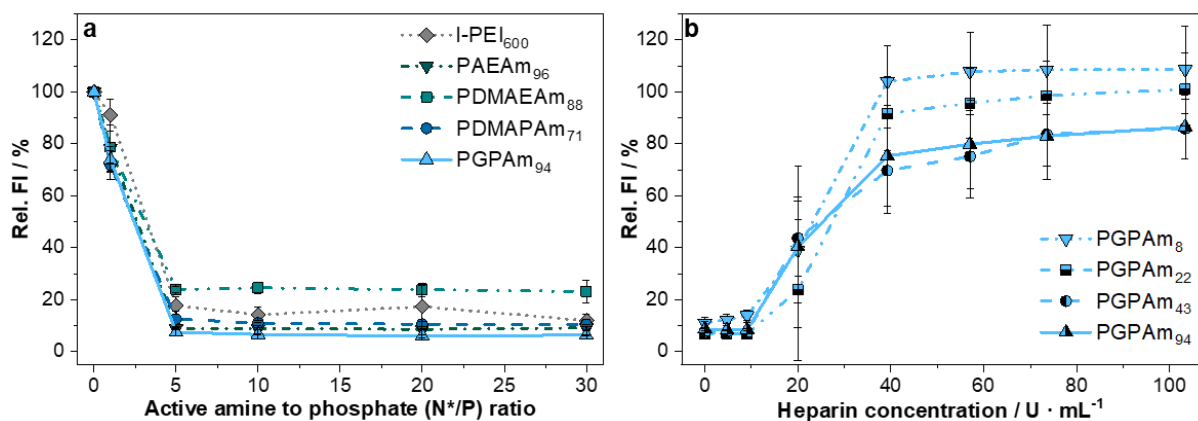 a
120
100
80
60
40
20
0
Rel. FI / %
0 5 10 15 20 25 30
Active amine to phosphate (N*/P) ratio
l-PEI600
PAEAm96
PDMAEAm88
PDMAPAm71
PGPAm94
b
120
100
80
60
40
20
0
Rel. FI / %
0 20 40 60 80 100
Heparin concentration / U · mL-1
PGPAm8
PGPAm22
PGPAm43
PGPAm94